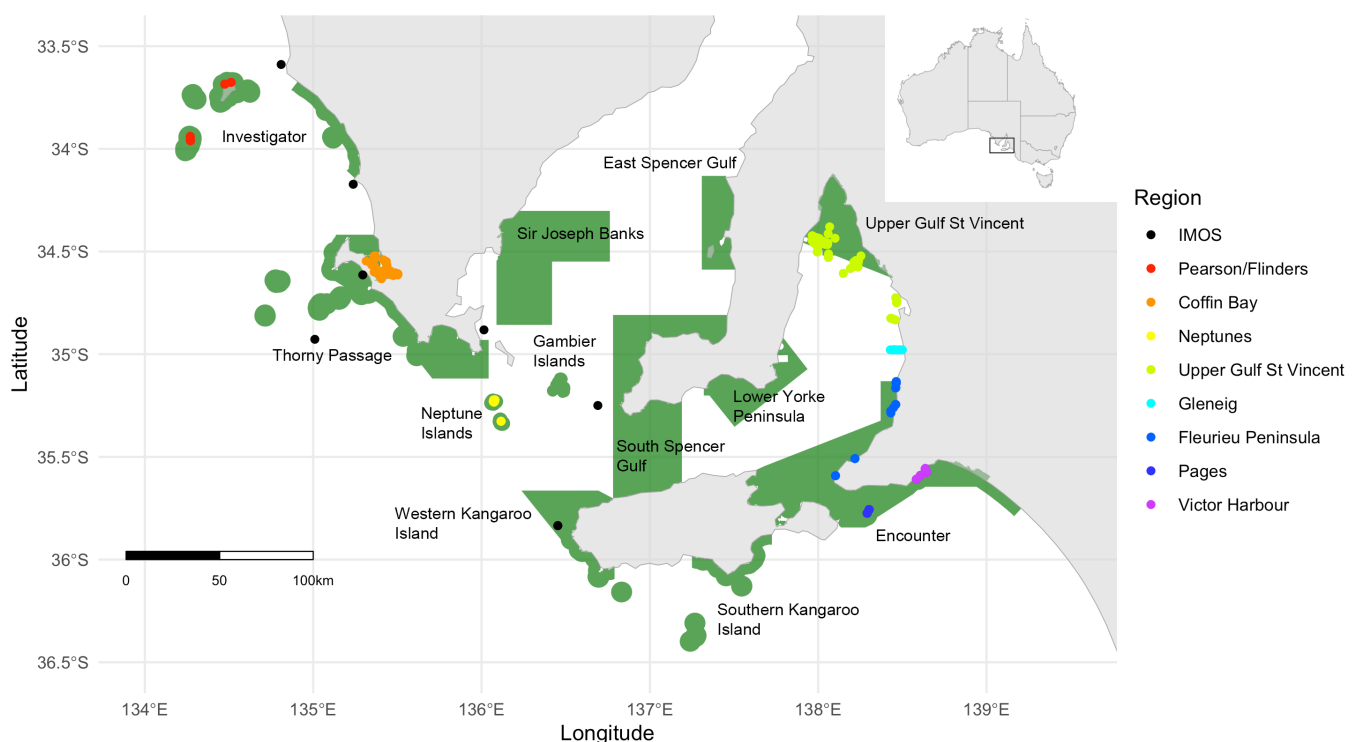 33.5°S
34°S
34.5°S
35°S
35.5°S
36°S
36.5°S
Latitude
134°E
135°E
136°E
137°E
138°E
139°E
Longitude
Investigator
East Spencer Gulf
Sir Joseph Banks
Upper Gulf St Vincent
Thorny Passage
Gambier
Islands
Neptune
Islands
Lower Yorke
Peninsula
South Spencer
Gulf
Western Kangaroo
Island
Encounter
Southern Kangaroo
Island
0
50
100km
Region
IMOS
Pearson/Flinders
Coffin Bay
Neptunes
Upper Gulf St Vincent
Gleneig
Fleurieu Peninsula
Pages
Victor Harbour